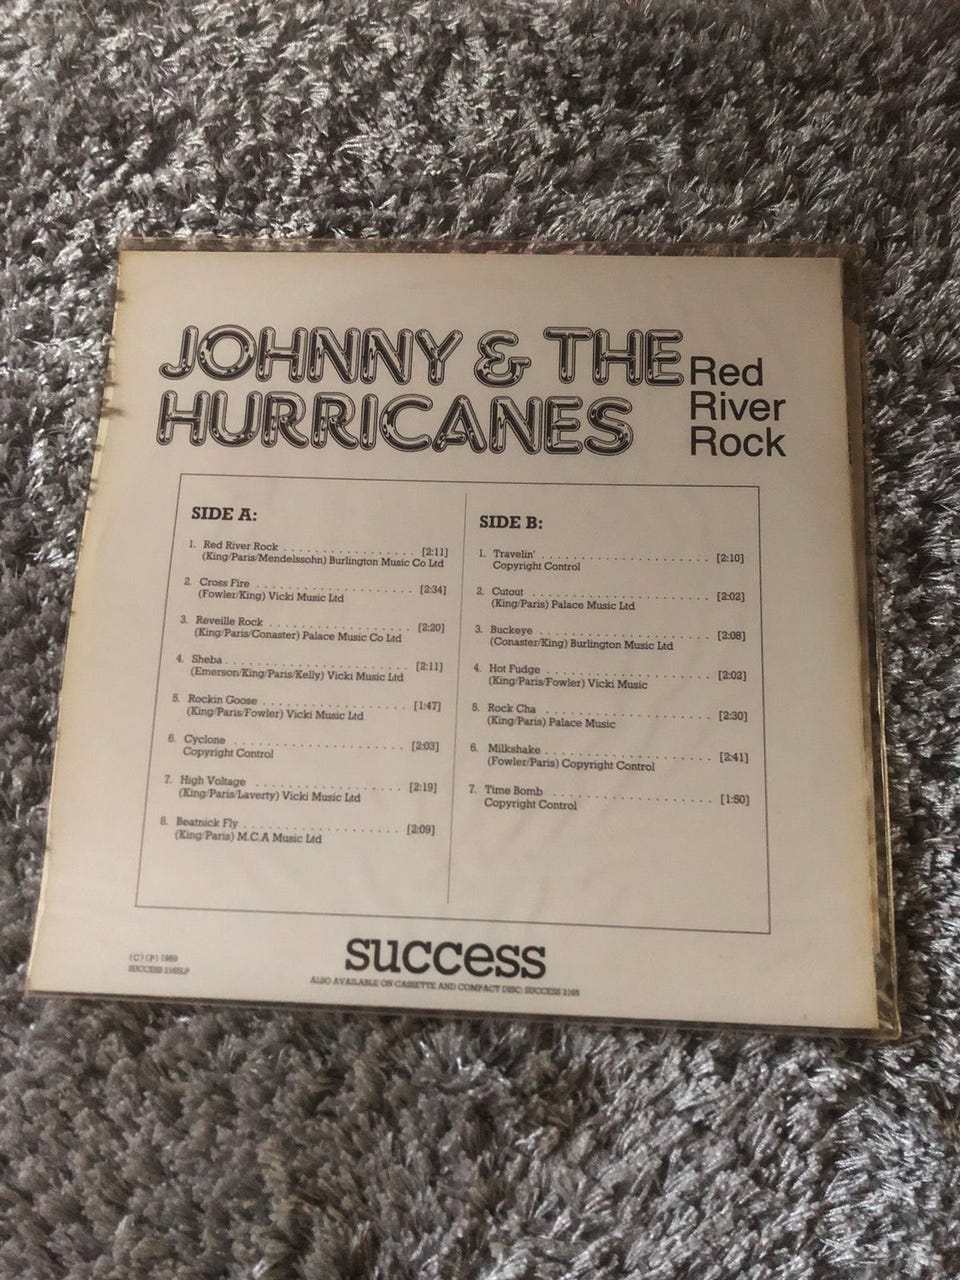 JOHNNY & THE
HURRICANES
Red
River
Rock
SIDE A:
1. Red River Rock . . . . . . . . . . . . . . . . . . [2:11]
(King/Paris/Mendelssohn) Burlington Music Co Ltd
2. Cross Fire . . . . . . . . . . . . . . . . . . . . . . [2:34]
(Fowler/King) Vicki Music Ltd
3. Reveille Rock . . . . . . . . . . . . . . . . . . . [2:20]
(King/Paris/Conaster) Palace Music Co Ltd
4. Sheba . . . . . . . . . . . . . . . . . . . . . . . . . [2:11]
(Emerson/King/Paris/Kelly) Vicki Music Ltd
5. Rockin Goose . . . . . . . . . . . . . . . . . . . [1:47]
(King/Paris/Fowler) Vicki Music Ltd
6. Cyclone . . . . . . . . . . . . . . . . . . . . . . . [2:03]
Copyright Control
7. High Voltage . . . . . . . . . . . . . . . . . . . [2:19]
(King/Paris/Laverty) Vicki Music Ltd
8. Beatnick Fly . . . . . . . . . . . . . . . . . . . . [2:09]
(King/Paris) M.C.A Music Ltd
SIDE B:
1. Travelin' . . . . . . . . . . . . . . . . . . . . . . [2:10]
Copyright Control
2. Cutout . . . . . . . . . . . . . . . . . . . . . . . . [2:02]
(King/Paris) Palace Music Ltd
3. Buckeye . . . . . . . . . . . . . . . . . . . . . . . [2:08]
(Conaster/King) Burlington Music Ltd
4. Hot Fudge . . . . . . . . . . . . . . . . . . . . . [2:02]
(King/Paris/Fowler) Vicki Music
5. Rock Cha . . . . . . . . . . . . . . . . . . . . . . [2:30]
(King/Paris) Palace Music
6. Milkshake . . . . . . . . . . . . . . . . . . . . . [2:41]
(Fowler/Paris) Copyright Control
7. Time Bomb . . . . . . . . . . . . . . . . . . . . [1:50]
Copyright Control
(C) (P) 1989
SUCCESS 2165LP
success
ALSO AVAILABLE ON CASSETTE AND COMPACT DISC: SUCCESS 2165